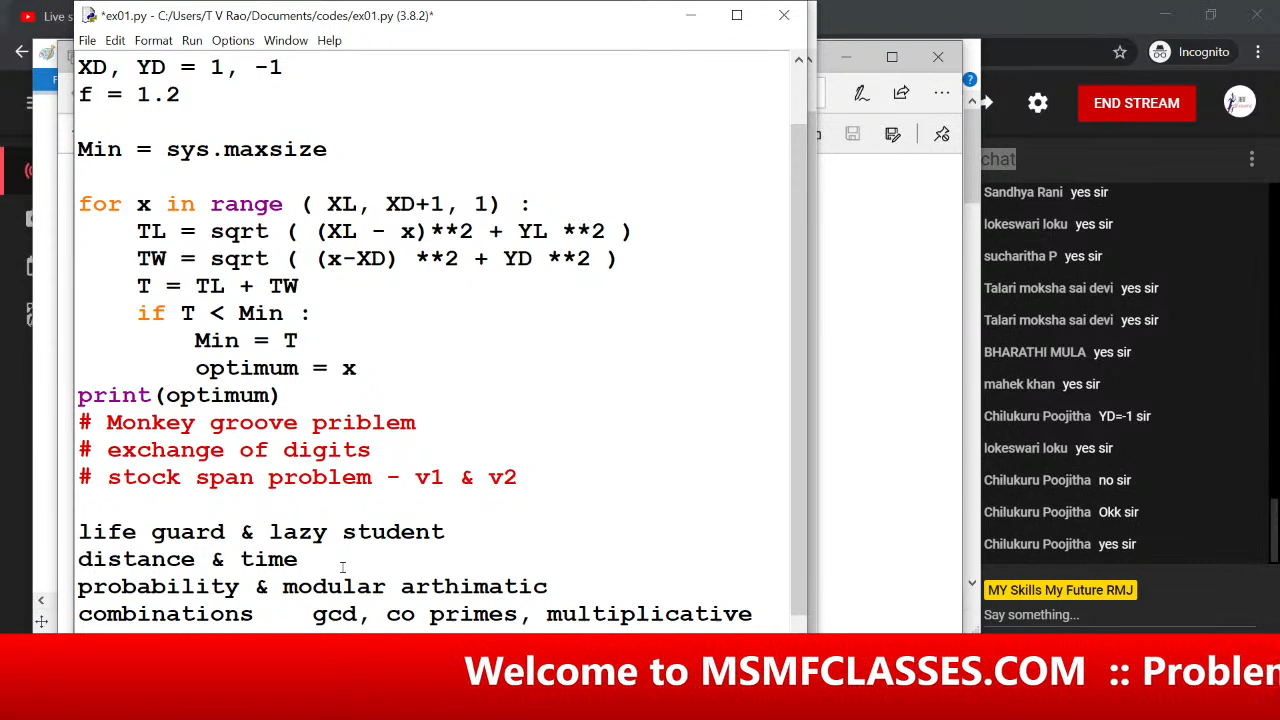 Live s
*ex01.py - C:/Users/T V Rao/Documents/codes/ex01.py (3.8.2)*
File Edit Format Run Options Window Help
Incognito
XD, YD = 1, -1
f = 1.2
Min = sys.maxsize
for x in range ( XL, XD+1, 1) :
TL = sqrt ( (XL - x)**2 + YL **2 )
TW = sqrt ( (x-XD) **2 + YD **2 )
T = TL + TW
if T < Min :
Min = T
optimum = x
print(optimum)
# Monkey groove priblem
# exchange of digits
# stock span problem - v1 & v2
life guard & lazy student
distance & time
probability & modular arthimatic
combinations gcd, co primes, multiplicative
END STREAM
chat
Sandhya Rani yes sir
lokeswari loku yes sir
sucharitha P yes sir
Talari moksha sai devi yes sir
Talari moksha sai devi yes sir
BHARATHI MULA yes sir
mahek khan yes sir
Chilukuru Poojitha YD=-1 sir
lokeswari loku yes sir
Chilukuru Poojitha no sir
Chilukuru Poojitha Okk sir
Chilukuru Poojitha yes sir
MY Skills My Future RMJ
Say something...
Welcome to MSMFCLASSES.COM :: Problem